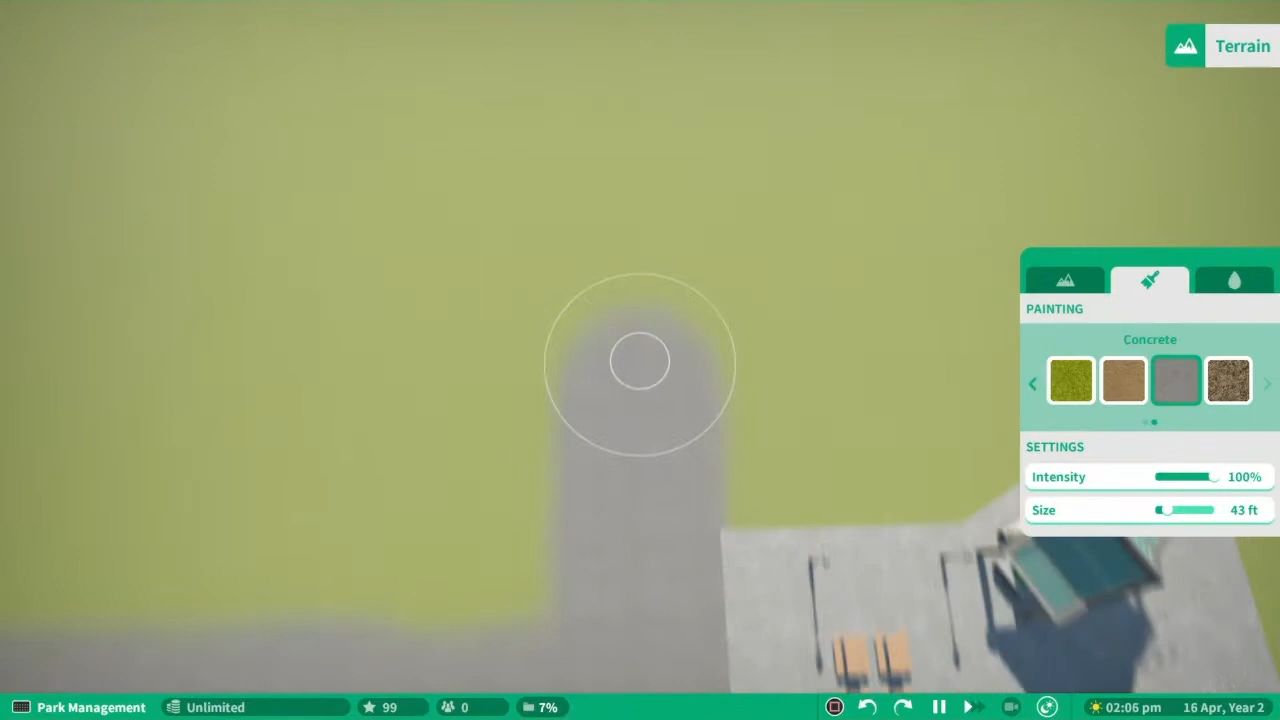 Terrain
PAINTING
Concrete
SETTINGS
Intensity 100%
Size 43 ft
Park Management Unlimited 99 0 7% 02:06 pm 16 Apr, Year 2